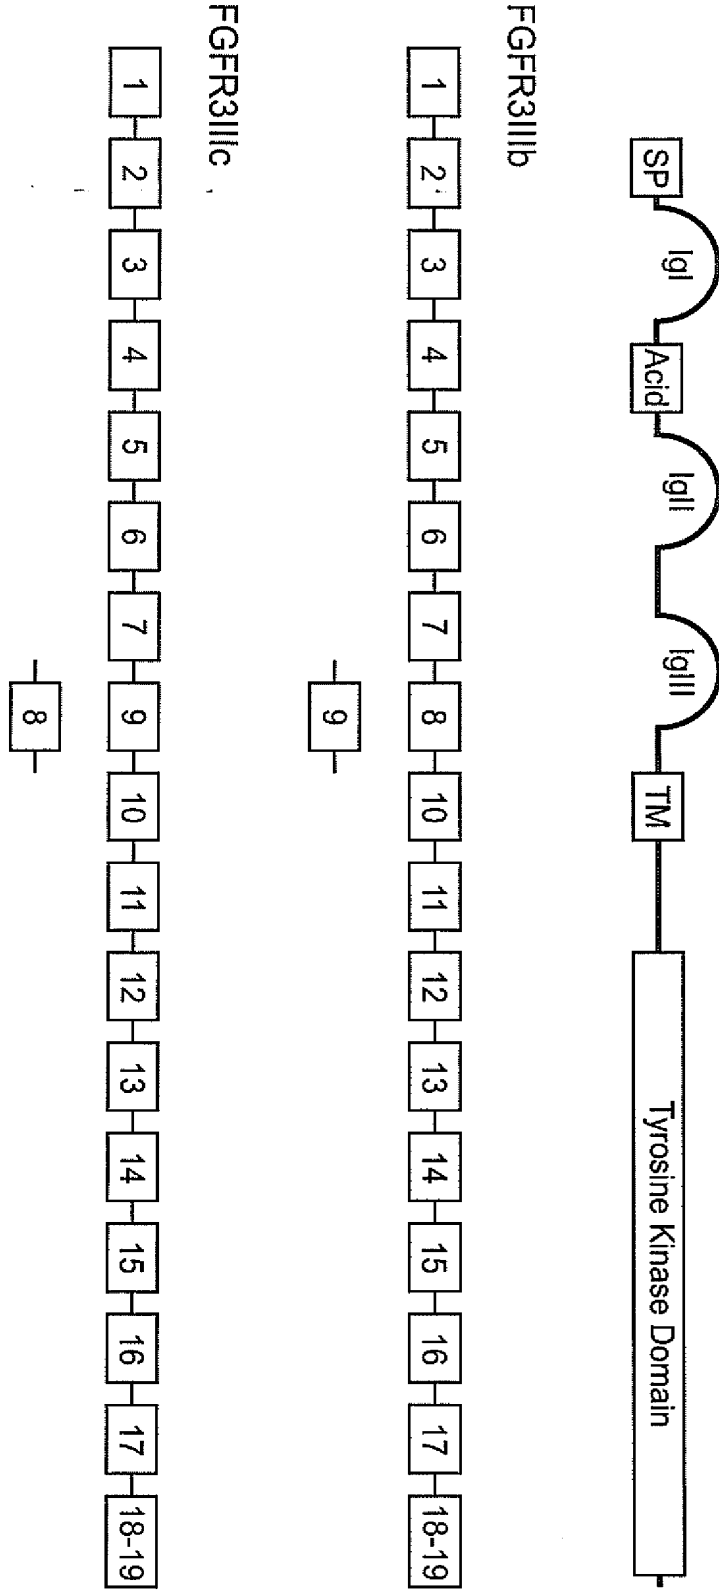 SP IgI Acid IgII IgIII TM Tyrosine Kinase Domain
FGFR3IIIb
1 2 3 4 5 6 7 8 10 11 12 13 14 15 16 17 18-19
9
FGFR3IIIc
1 2 3 4 5 6 7 9 10 11 12 13 14 15 16 17 18-19
8